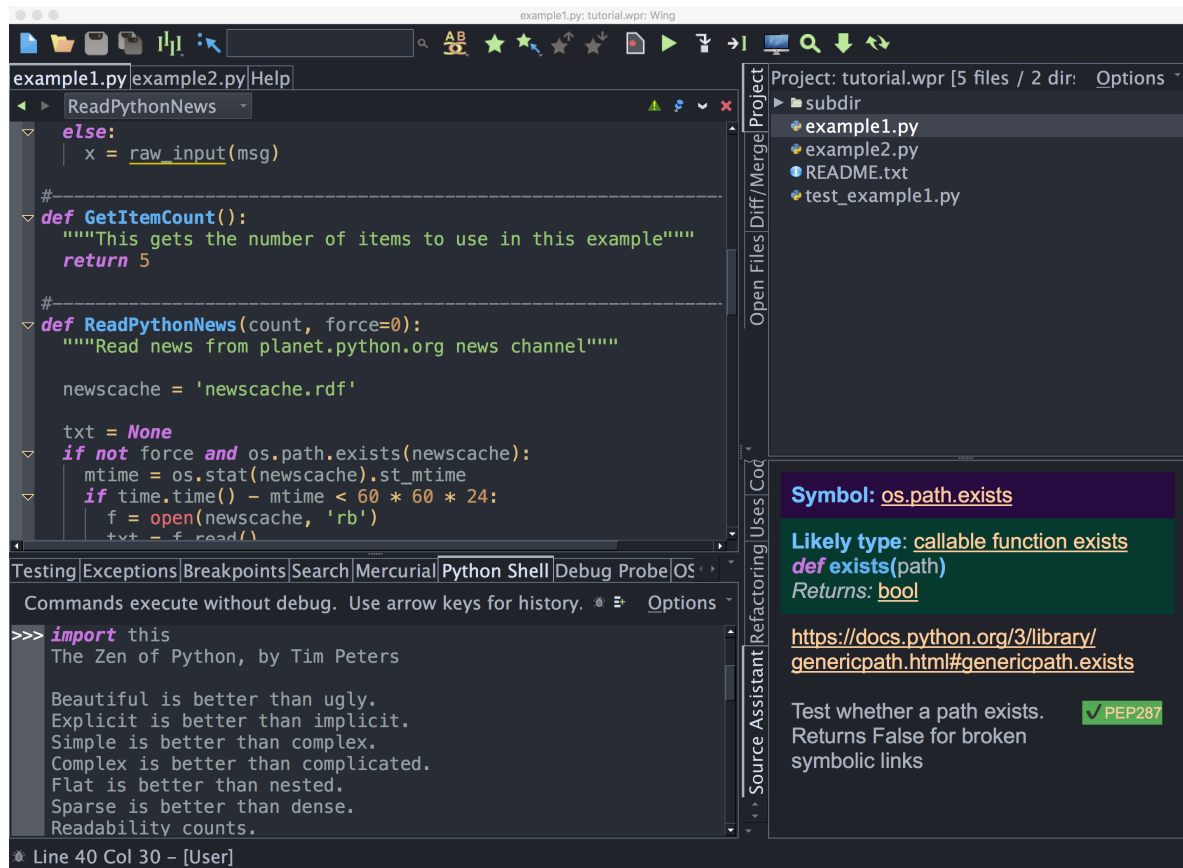 example1.py: tutorial.wpr: Wing
AB
example1.py example2.py Help
ReadPythonNews
else:
x = raw_input(msg)
#----------------------------------------------------------------
def GetItemCount():
"""This gets the number of items to use in this example"""
return 5
#----------------------------------------------------------------
def ReadPythonNews(count, force=0):
"""Read news from planet.python.org news channel"""
newscache = 'newscache.rdf'
txt = None
if not force and os.path.exists(newscache):
mtime = os.stat(newscache).st_mtime
if time.time() - mtime < 60 * 60 * 24:
f = open(newscache, 'rb')
txt = f.read()
Testing Exceptions Breakpoints Search Mercurial Python Shell Debug Probe OS
Commands execute without debug. Use arrow keys for history. Options
>>> import this
The Zen of Python, by Tim Peters
Beautiful is better than ugly.
Explicit is better than implicit.
Simple is better than complex.
Complex is better than complicated.
Flat is better than nested.
Sparse is better than dense.
Readability counts.
Line 40 Col 30 – [User]
Project
Diff/Merge
Open Files
Project: tutorial.wpr [5 files / 2 dir: Options
subdir
example1.py
example2.py
README.txt
test_example1.py
Uses
Refactoring
Source Assistant
Symbol: os.path.exists
Likely type: callable function exists
def exists(path)
Returns: bool
https://docs.python.org/3/library/
genericpath.html#genericpath.exists
Test whether a path exists. ✓PEP287
Returns False for broken
symbolic links